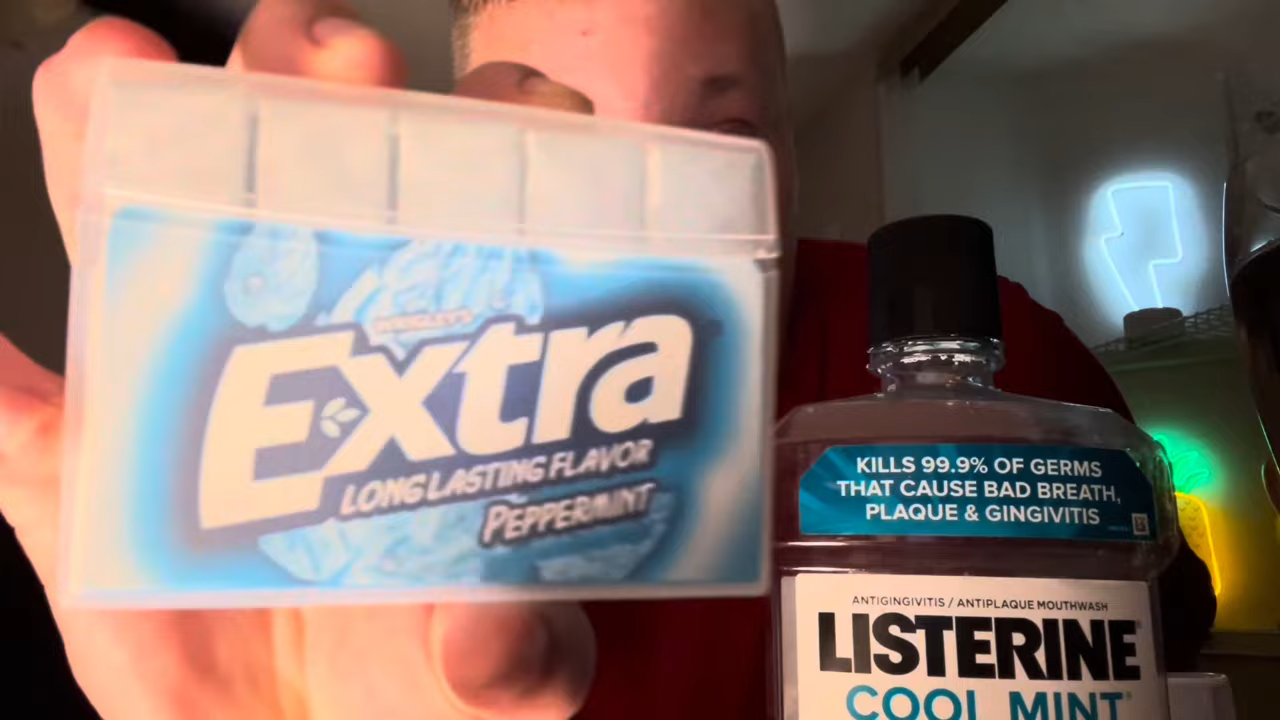 WRIGLEY'S
Extra
LONG LASTING FLAVOR
PEPPERMINT
KILLS 99.9% OF GERMS
THAT CAUSE BAD BREATH,
PLAQUE & GINGIVITIS
ANTIGINGIVITIS / ANTIPLAQUE MOUTHWASH
LISTERINE
COOL MINT